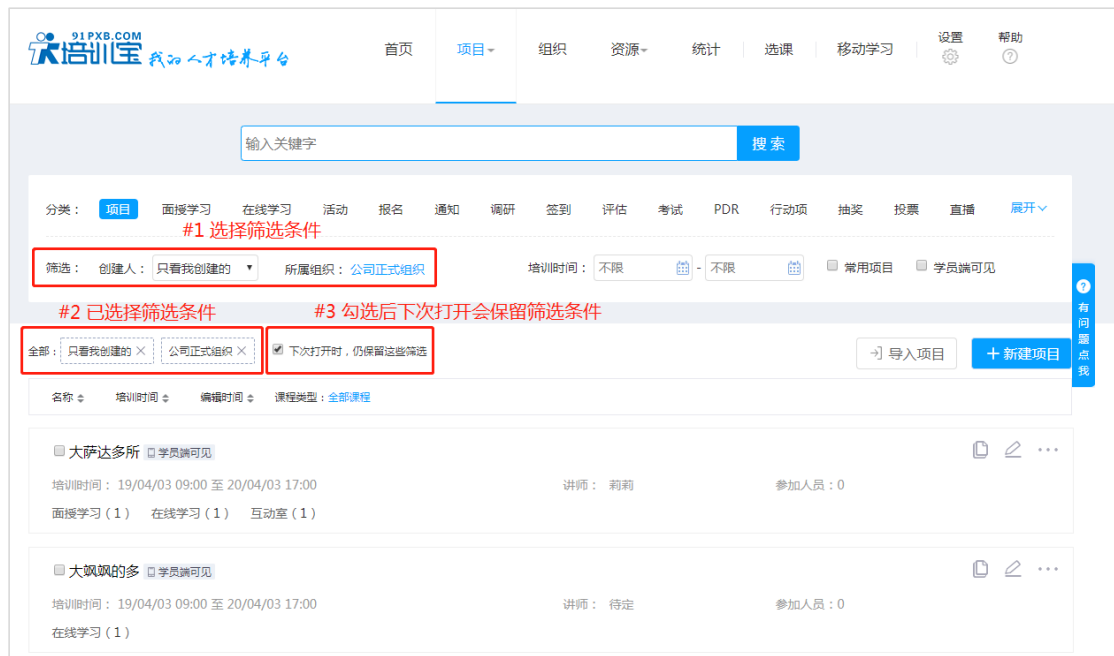 91PXB.COM
培训宝 我的人才培养平台
首页 项目 组织 资源 统计 选课 移动学习 设置 帮助
输入关键字 搜索
分类： 项目 面授学习 在线学习 活动 报名 通知 调研 签到 评估 考试 PDR 行动项 抽奖 投票 直播 展开
#1 选择筛选条件
筛选： 创建人： 只看我创建的 所属组织： 公司正式组织 培训时间： 不限 - 不限 常用项目 学员端可见
#2 已选择筛选条件 #3 勾选后下次打开会保留筛选条件
全部： 只看我创建的 × 公司正式组织 × 下次打开时，仍保留这些筛选 导入项目 +新建项目
有问题点我
名称 培训时间 编辑时间 课程类型：全部课程
大萨达多所 学员端可见
培训时间： 19/04/03 09:00 至 20/04/03 17:00 讲师： 莉莉 参加人员：0
面授学习（1） 在线学习（1） 互动室（1）
大飒飒的多 学员端可见
培训时间： 19/04/03 09:00 至 20/04/03 17:00 讲师： 待定 参加人员：0
在线学习（1）